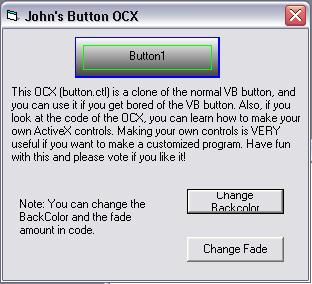 John's Button OCX
Button1
This OCX (button.ctl) is a clone of the normal VB button, and
you can use it if you get bored of the VB button. Also, if you
look at the code of the OCX, you can learn how to make your
own ActiveX controls. Making your own controls is VERY
useful if you want to make a customized program. Have fun
with this and please vote if you like it!
Note: You can change the
BackColor and the fade
amount in code.
Change
Backcolor
Change Fade